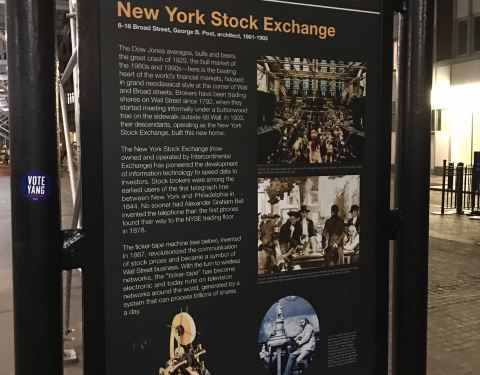 New York Stock Exchange
8-18 Broad Street, George B. Post, architect, 1901-1903
The Dow Jones averages, bulls and bears,
the great crash of 1929, the bull market of
the 1980s and 1990s—here is the beating
heart of the world's financial markets, housed
in grand neoclassical style at the corner of Wall
and Broad streets. Brokers have been trading
shares on Wall Street since 1792, when they
started meeting informally under a buttonwood
tree on the sidewalk outside 68 Wall. In 1903,
their descendants, operating as the New York
Stock Exchange, built this new home.
The New York Stock Exchange (now
owned and operated by Intercontinental
Exchange) has pioneered the development
of information technology to speed data to
investors. Stock brokers were among the
earliest users of the first telegraph line
between New York and Philadelphia in
1844. No sooner had Alexander Graham Bell
invented the telephone than the first phones
found their way to the NYSE trading floor
in 1878.
The ticker-tape machine (see below), invented
in 1867, revolutionized the communication
of stock prices and became a symbol of
Wall Street business. With the turn to wireless
networks, the "ticker-tape" has become
electronic and today runs on television
networks around the world, generated by a
system that can process billions of shares
a day.
VOTE
YANG